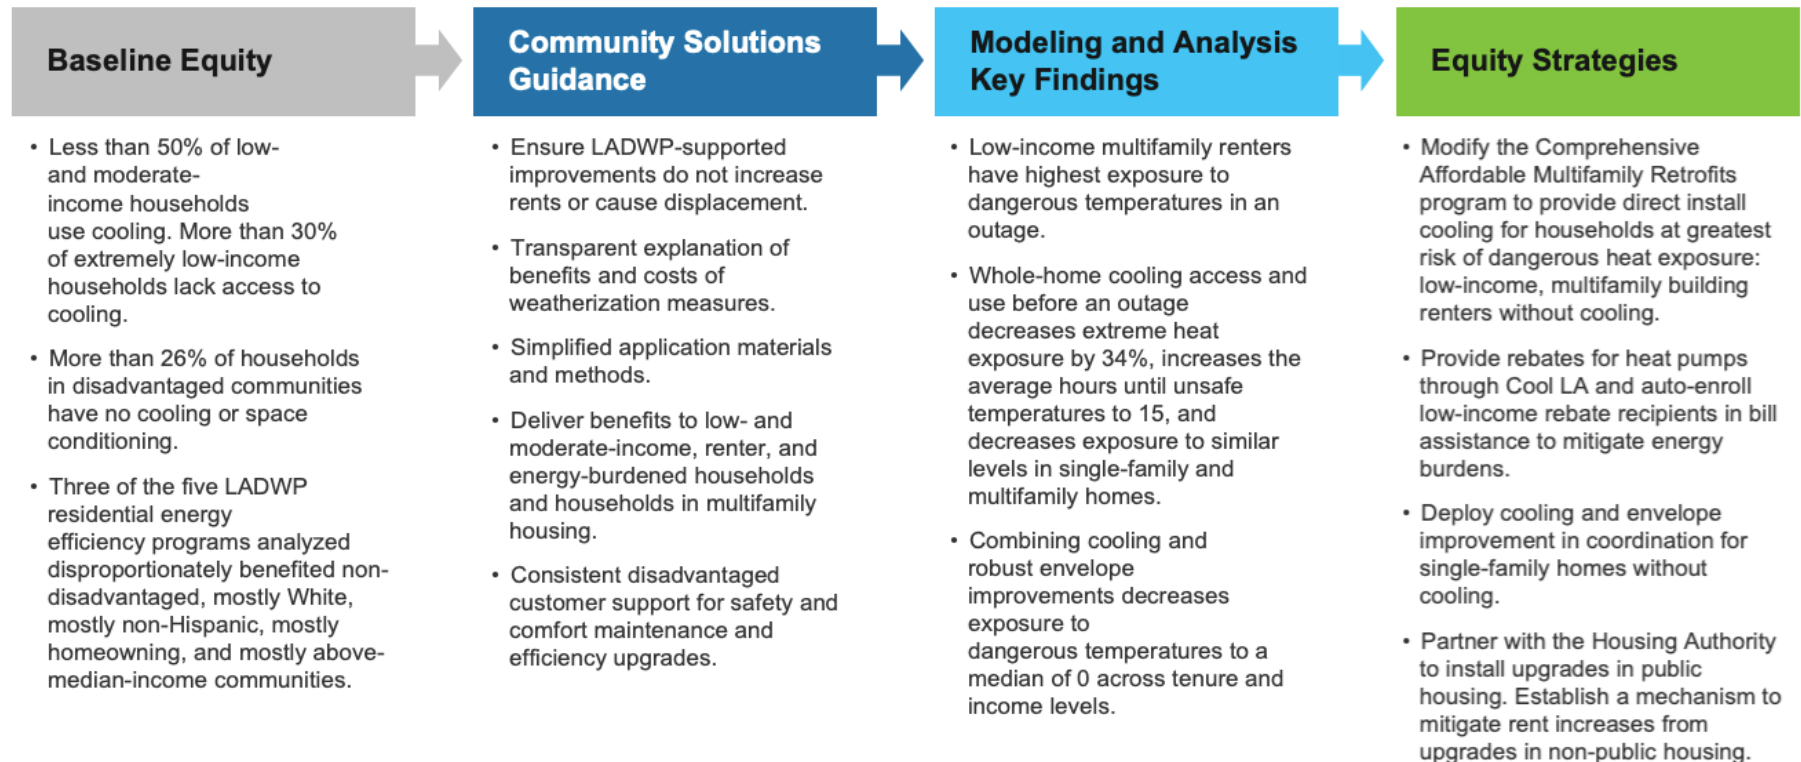 Baseline Equity
• Less than 50% of low-
and moderate-
income households
use cooling. More than 30%
of extremely low-income
households lack access to
cooling.
• More than 26% of households
in disadvantaged communities
have no cooling or space
conditioning.
• Three of the five LADWP
residential energy
efficiency programs analyzed
disproportionately benefited non-
disadvantaged, mostly White,
mostly non-Hispanic, mostly
homeowning, and mostly above-
median-income communities.
Community Solutions
Guidance
• Ensure LADWP-supported
improvements do not increase
rents or cause displacement.
• Transparent explanation of
benefits and costs of
weatherization measures.
• Simplified application materials
and methods.
• Deliver benefits to low- and
moderate-income, renter, and
energy-burdened households
and households in multifamily
housing.
• Consistent disadvantaged
customer support for safety and
comfort maintenance and
efficiency upgrades.
Modeling and Analysis
Key Findings
• Low-income multifamily renters
have highest exposure to
dangerous temperatures in an
outage.
• Whole-home cooling access and
use before an outage
decreases extreme heat
exposure by 34%, increases the
average hours until unsafe
temperatures to 15, and
decreases exposure to similar
levels in single-family and
multifamily homes.
• Combining cooling and
robust envelope
improvements decreases
exposure to
dangerous temperatures to a
median of 0 across tenure and
income levels.
Equity Strategies
• Modify the Comprehensive
Affordable Multifamily Retrofits
program to provide direct install
cooling for households at greatest
risk of dangerous heat exposure:
low-income, multifamily building
renters without cooling.
• Provide rebates for heat pumps
through Cool LA and auto-enroll
low-income rebate recipients in bill
assistance to mitigate energy
burdens.
• Deploy cooling and envelope
improvement in coordination for
single-family homes without
cooling.
• Partner with the Housing Authority
to install upgrades in public
housing. Establish a mechanism to
mitigate rent increases from
upgrades in non-public housing.